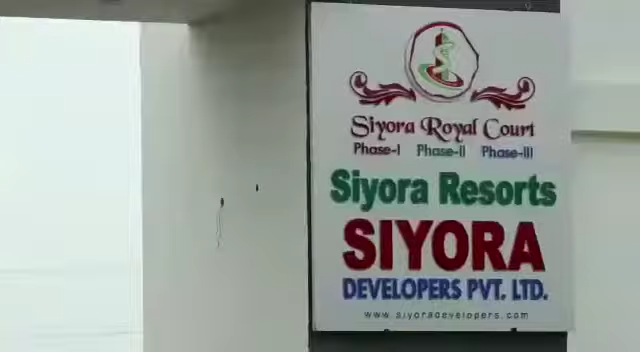 Siyora Royal Court
Phase-I Phase-II Phase-III
Siyora Resorts
SIYORA
DEVELOPERS PVT. LTD.
www.siyoradevelopers.com